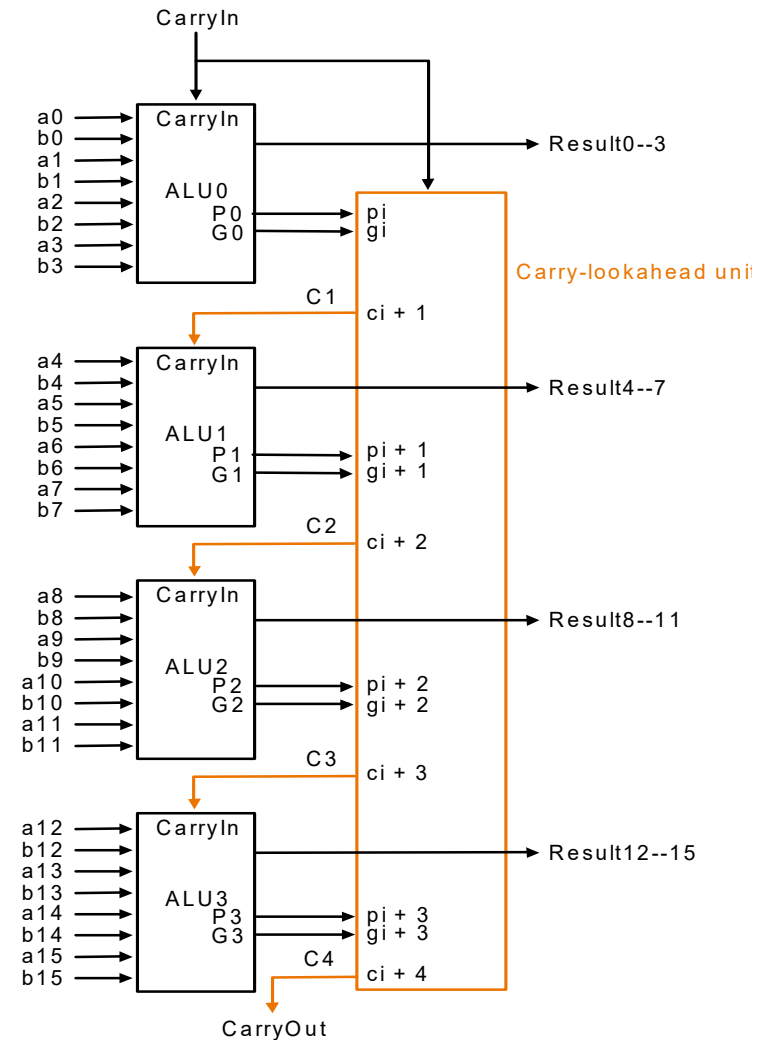 CarryIn
a0
b0
a1
b1
a2
b2
a3
b3
CarryIn
ALU0
P0
G0
Result0--3
pi
gi
Carry-lookahead unit
C1
ci + 1
a4
b4
a5
b5
a6
b6
a7
b7
CarryIn
ALU1
P1
G1
Result4--7
pi + 1
gi + 1
C2
ci + 2
a8
b8
a9
b9
a10
b10
a11
b11
CarryIn
ALU2
P2
G2
Result8--11
pi + 2
gi + 2
C3
ci + 3
a12
b12
a13
b13
a14
b14
a15
b15
CarryIn
ALU3
P3
G3
Result12--15
pi + 3
gi + 3
C4
ci + 4
CarryOut